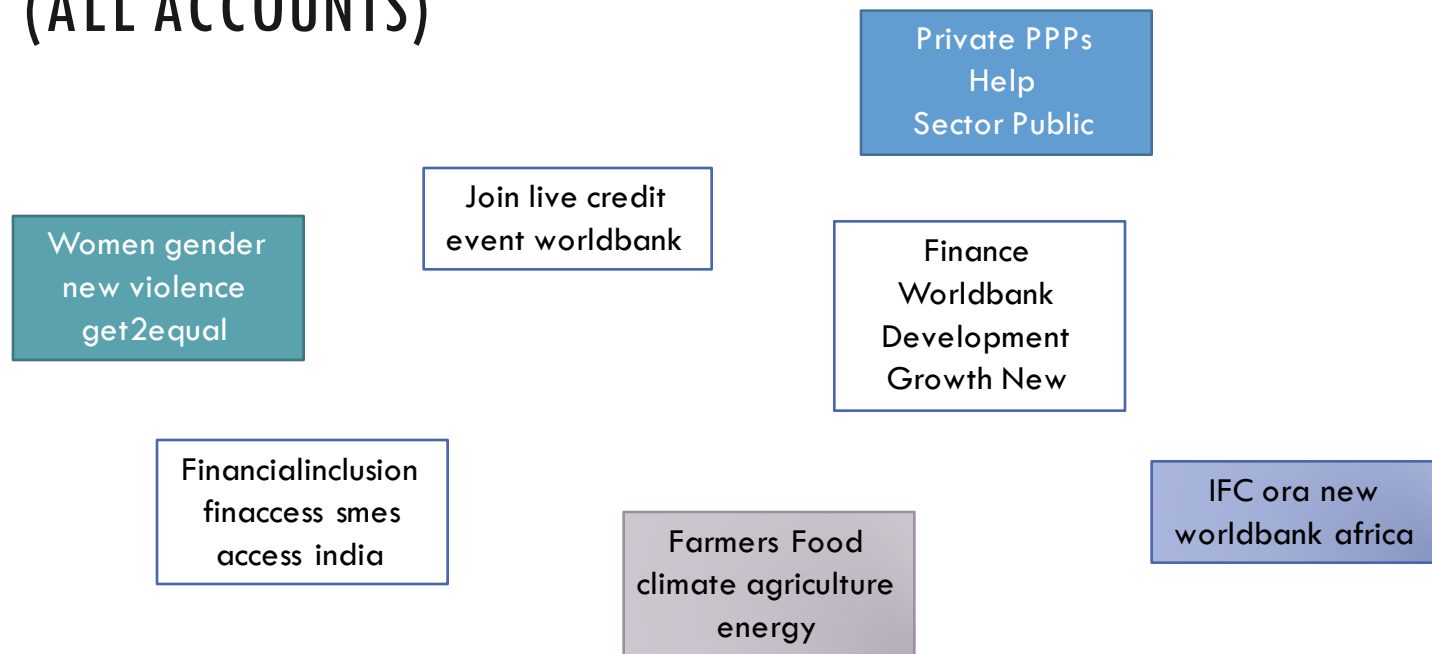 (ALL ACCOUNTS)
Private PPPs
Help
Sector Public
Join live credit
event worldbank
Women gender
new violence
get2equal
Finance
Worldbank
Development
Growth New
Financialinclusion
finaccess smes
access india
IFC ora new
worldbank africa
Farmers Food
climate agriculture
energy